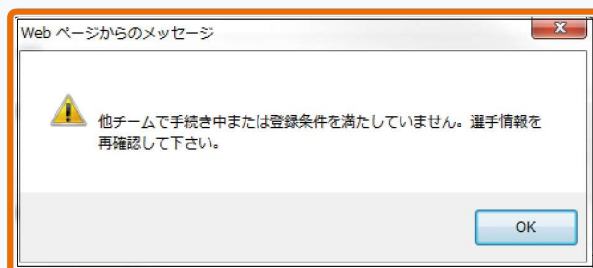 Web ページからのメッセージ
他チームで手続き中または登録条件を満たしていません。選手情報を
再確認して下さい。
OK